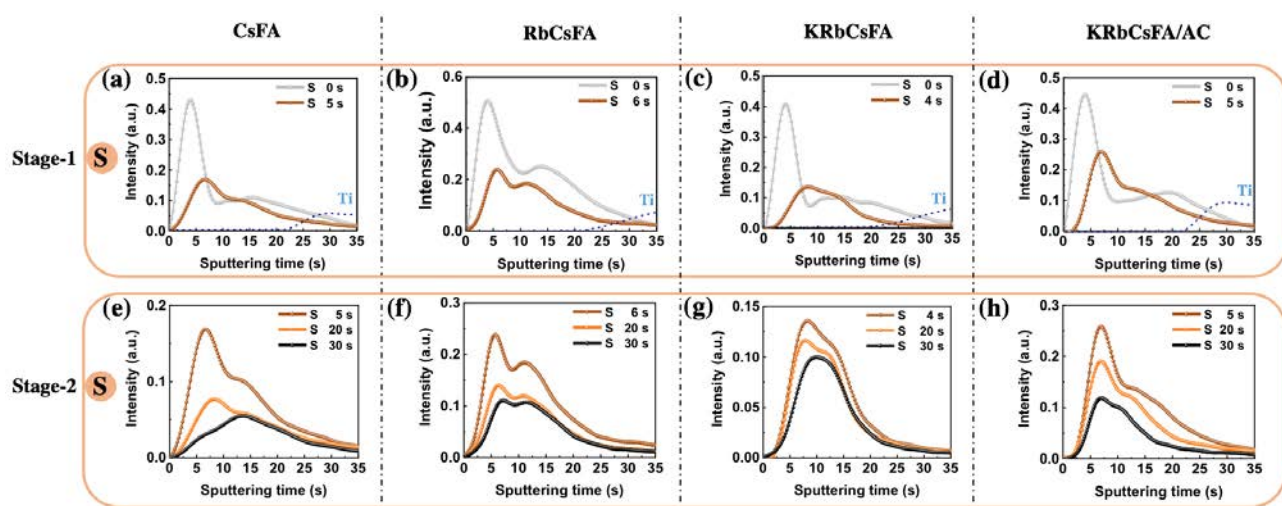 CsFA
RbCsFA
KRbCsFA
KRbCsFA/AC
Stage-1
S
(a)
0.5
0.4
0.3
0.2
0.1
0.0
Intensity (a.u.)
S 0 s
S 5 s
Ti
0 5 10 15 20 25 30 35
Sputtering time (s)
(b)
0.6
0.4
0.2
0.0
Intensity (a.u.)
S 0 s
S 6 s
Ti
0 5 10 15 20 25 30 35
Sputtering time (s)
(c)
0.5
0.4
0.3
0.2
0.1
0.0
Intensity (a.u.)
S 0 s
S 4 s
Ti
0 5 10 15 20 25 30 35
Sputtering time (s)
(d)
0.5
0.4
0.3
0.2
0.1
0.0
Intensity (a.u.)
S 0 s
S 5 s
Ti
0 5 10 15 20 25 30 35
Sputtering time (s)
Stage-2
S
(e)
0.2
0.1
0.0
Intensity (a.u.)
S 5 s
S 20 s
S 30 s
0 5 10 15 20 25 30 35
Sputtering time (s)
(f)
0.3
0.2
0.1
0.0
Intensity (a.u.)
S 6 s
S 20 s
S 30 s
0 5 10 15 20 25 30 35
Sputtering time (s)
(g)
0.15
0.10
0.05
0.00
Intensity (a.u.)
S 4 s
S 20 s
S 30 s
0 5 10 15 20 25 30 35
Sputtering time (s)
(h)
0.3
0.2
0.1
0.0
Intensity (a.u.)
S 5 s
S 20 s
S 30 s
0 5 10 15 20 25 30 35
Sputtering time (s)